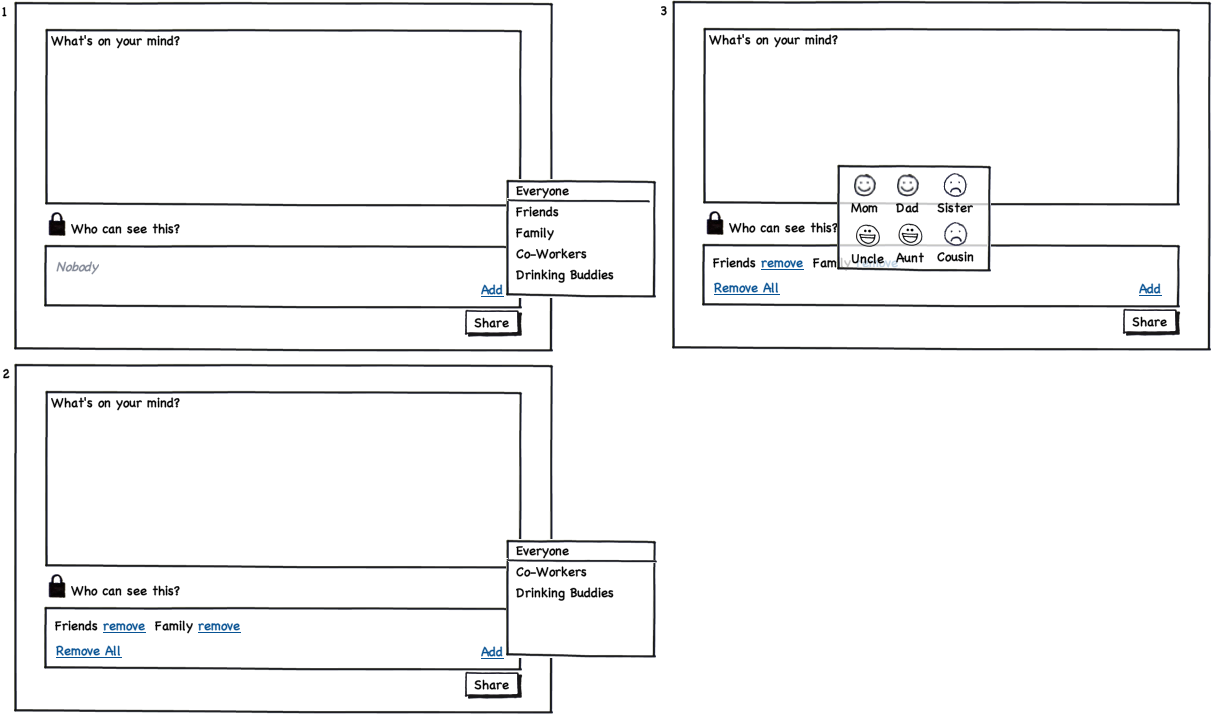 1
What's on your mind?
Everyone
Friends
Family
Co-Workers
Drinking Buddies
Who can see this?
Nobody
Add
Share
2
What's on your mind?
Everyone
Co-Workers
Drinking Buddies
Who can see this?
Friends remove Family remove
Remove All
Add
Share
3
What's on your mind?
Mom Dad Sister
Uncle Aunt Cousin
Who can see this?
Friends remove Family remove
Remove All
Add
Share